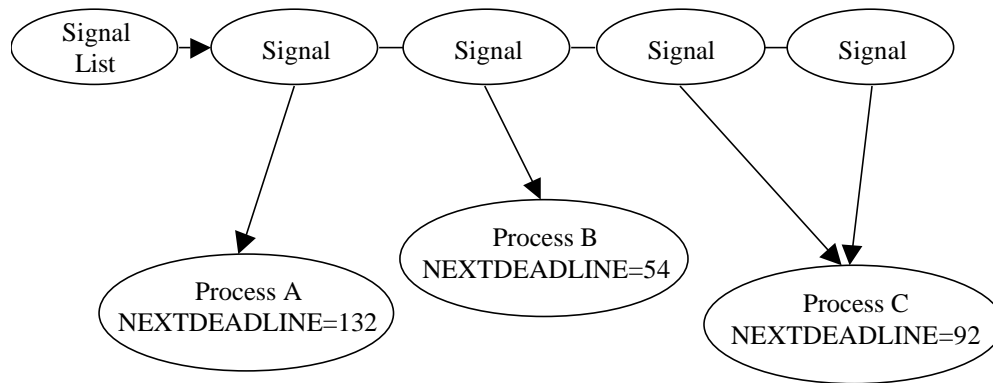 Signal
List
Signal
Signal
Signal
Signal
Process B
NEXTDEADLINE=54
Process A
NEXTDEADLINE=132
Process C
NEXTDEADLINE=92